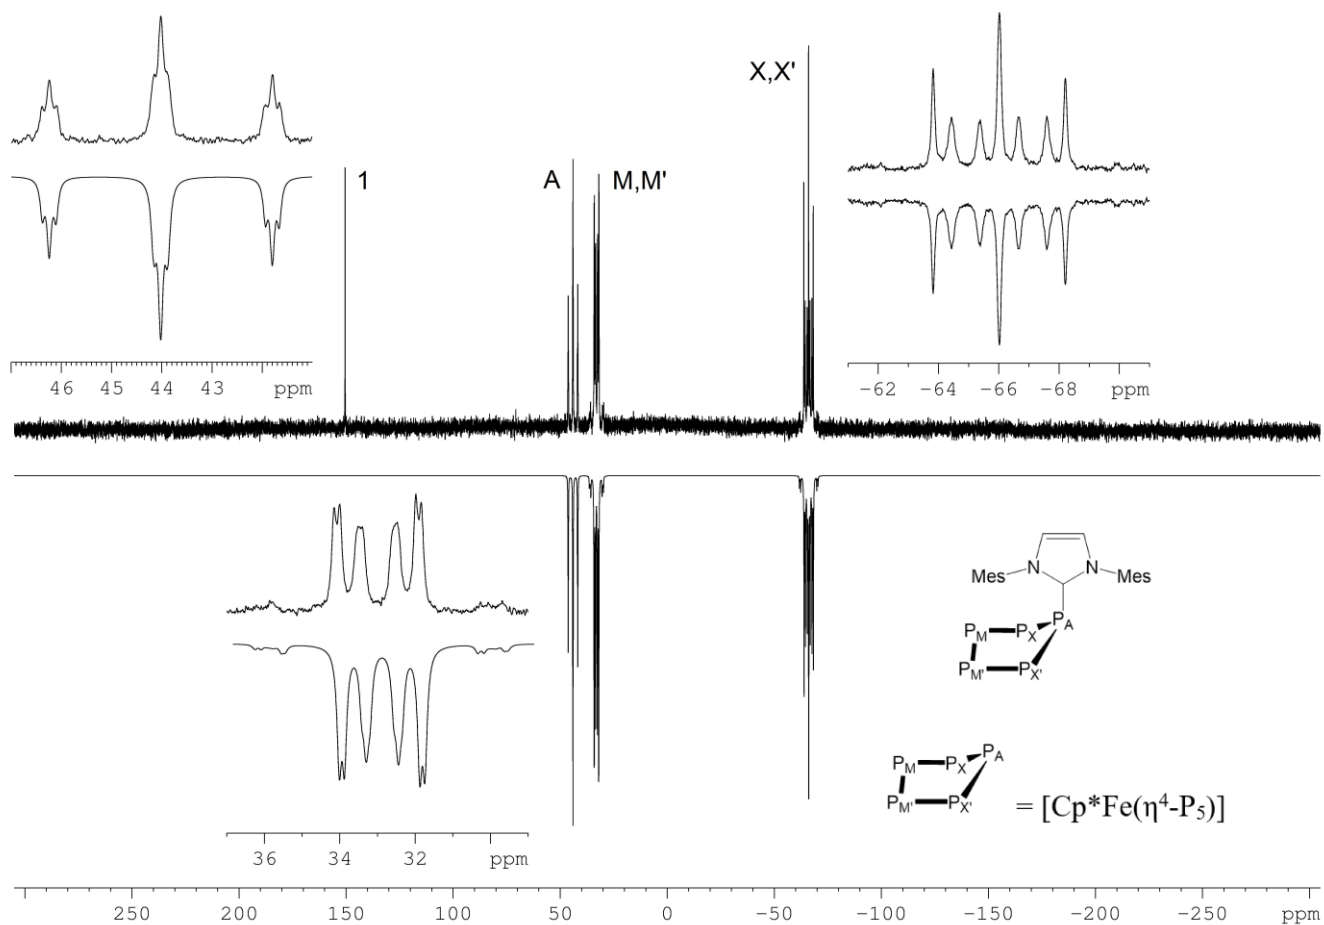 X,X'
1
A
M,M'
46 45 44 43 ppm
-62 -64 -66 -68 ppm
36 34 32 ppm
Mes N N Mes
P_A
P_M P_X
P_M' P_X'
P_A
P_M P_X
P_M' P_X'
= [Cp*Fe(η⁴-P₅)]
250 200 150 100 50 0 -50 -100 -150 -200 -250 ppm